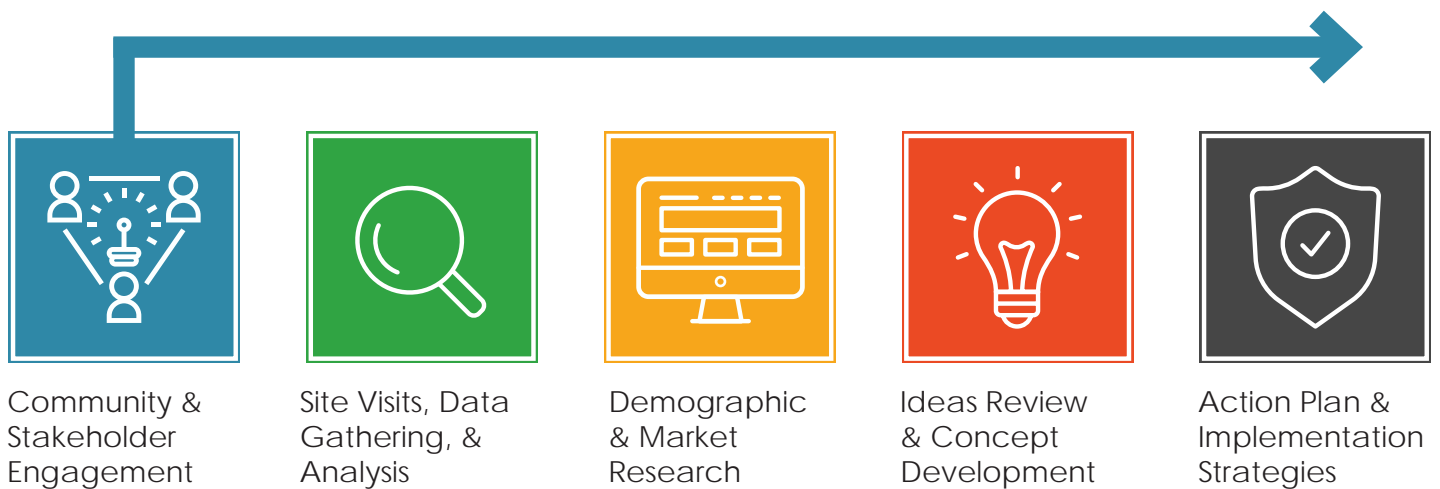 Community &
Stakeholder
Engagement
Site Visits, Data
Gathering, &
Analysis
Demographic
& Market
Research
Ideas Review
& Concept
Development
Action Plan &
Implementation
Strategies